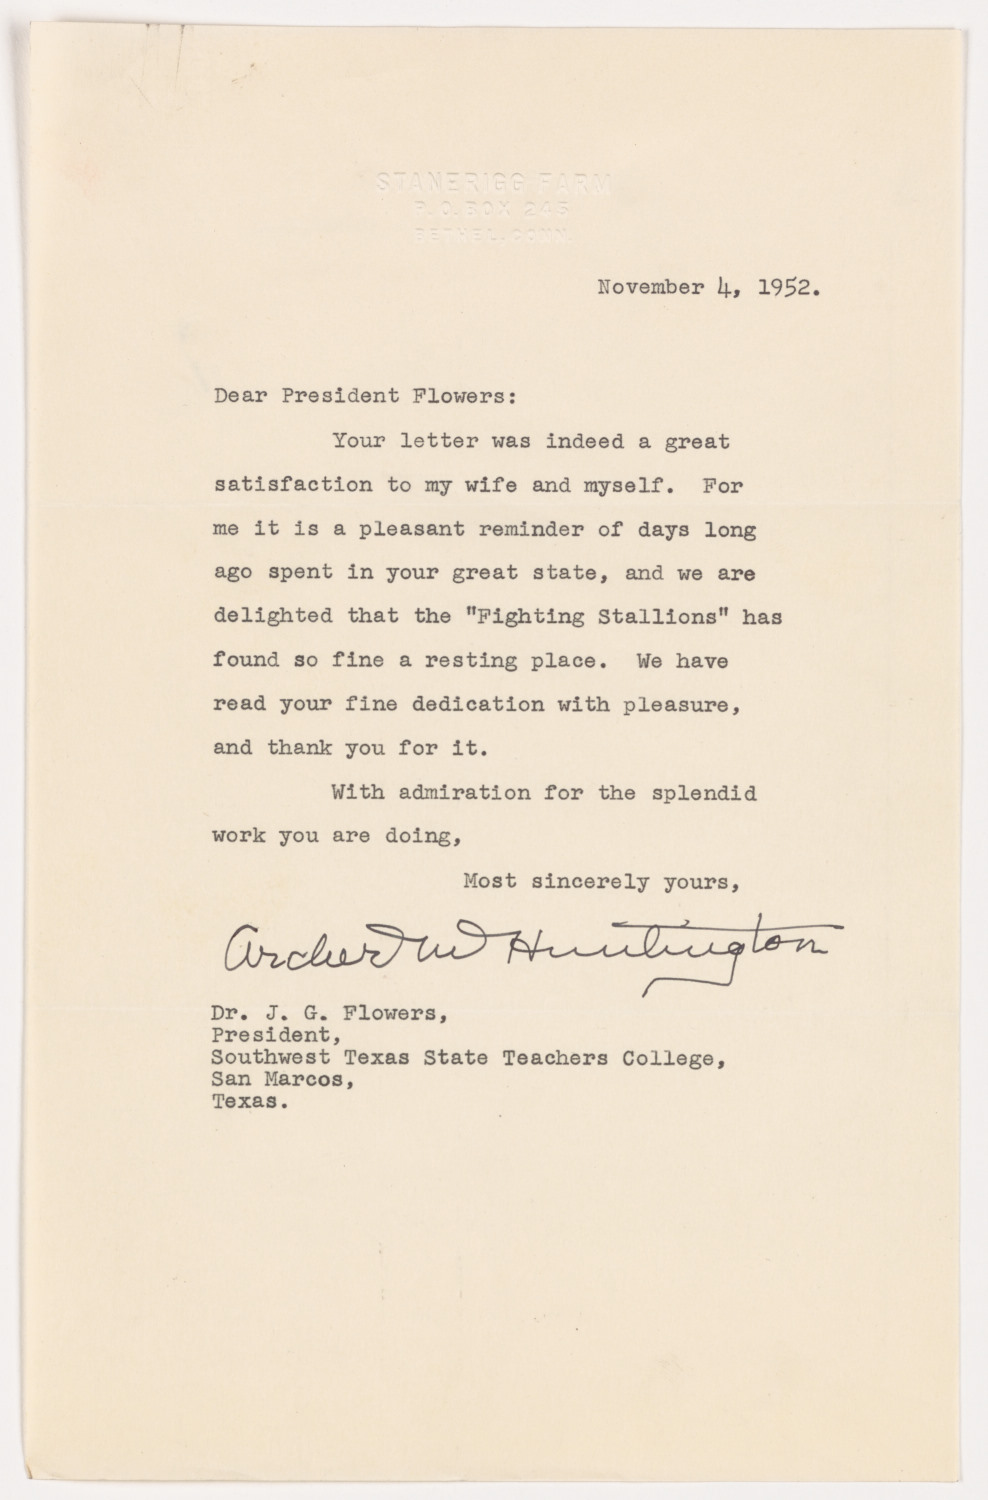 STANERIGG FARM
P. O. BOX 245
BETHEL, CONN.
November 4, 1952.
Dear President Flowers:
Your letter was indeed a great
satisfaction to my wife and myself. For
me it is a pleasant reminder of days long
ago spent in your great state, and we are
delighted that the "Fighting Stallions" has
found so fine a resting place. We have
read your fine dedication with pleasure,
and thank you for it.
With admiration for the splendid
work you are doing,
Most sincerely yours,
Archer M Huntington
Dr. J. G. Flowers,
President,
Southwest Texas State Teachers College,
San Marcos,
Texas.